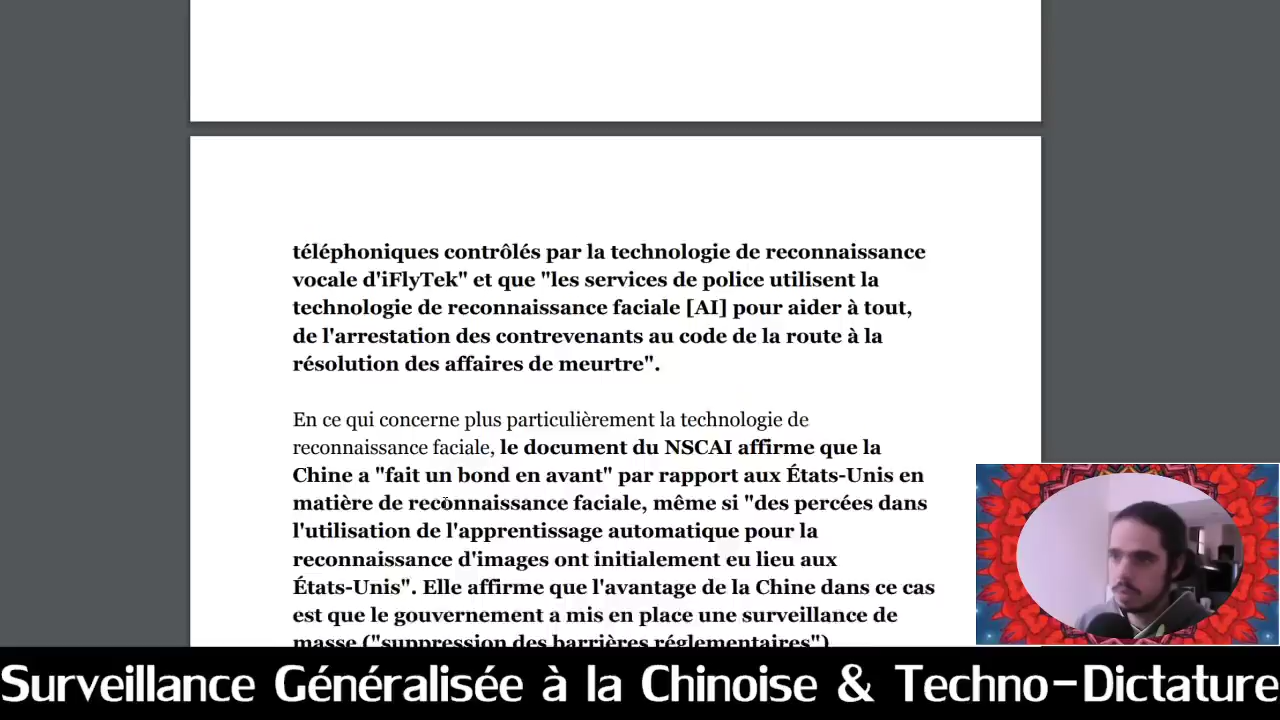 téléphoniques contrôlés par la technologie de reconnaissance
vocale d'iFlyTek" et que "les services de police utilisent la
technologie de reconnaissance faciale [AI] pour aider à tout,
de l'arrestation des contrevenants au code de la route à la
résolution des affaires de meurtre".
En ce qui concerne plus particulièrement la technologie de
reconnaissance faciale, le document du NSCAI affirme que la
Chine a "fait un bond en avant" par rapport aux États-Unis en
matière de reconnaissance faciale, même si "des percées dans
l'utilisation de l'apprentissage automatique pour la
reconnaissance d'images ont initialement eu lieu aux
États-Unis". Elle affirme que l'avantage de la Chine dans ce cas
est que le gouvernement a mis en place une surveillance de
masse ("suppression des barrières réglementaires")
Surveillance Généralisée à la Chinoise & Techno-Dictature